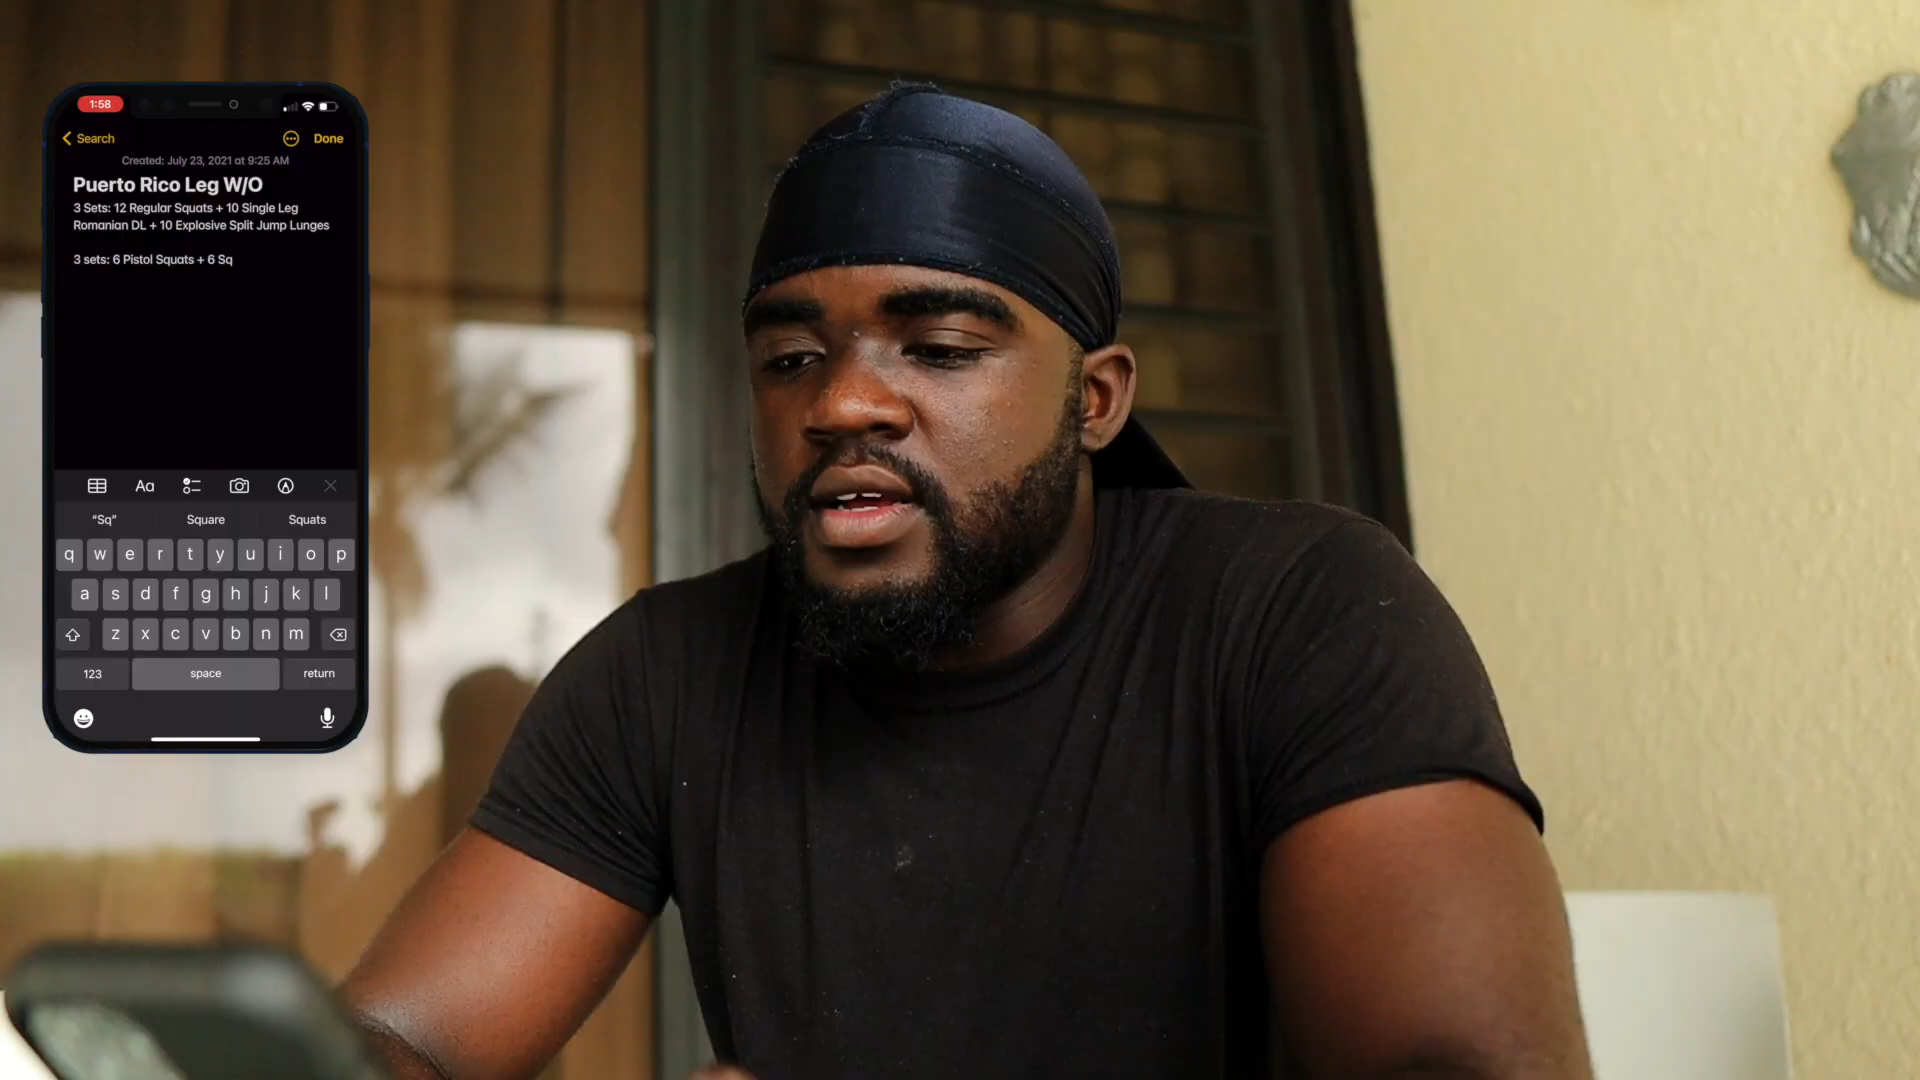 1:58
Search
Done
Created: July 23, 2021 at 9:25 AM
Puerto Rico Leg W/O
3 Sets: 12 Regular Squats + 10 Single Leg
Romanian DL + 10 Explosive Split Jump Lunges
3 sets: 6 Pistol Squats + 6 Sq
Aa
“Sq” Square Squats
q w e r t y u i o p
a s d f g h j k l
z x c v b n m
123 space return